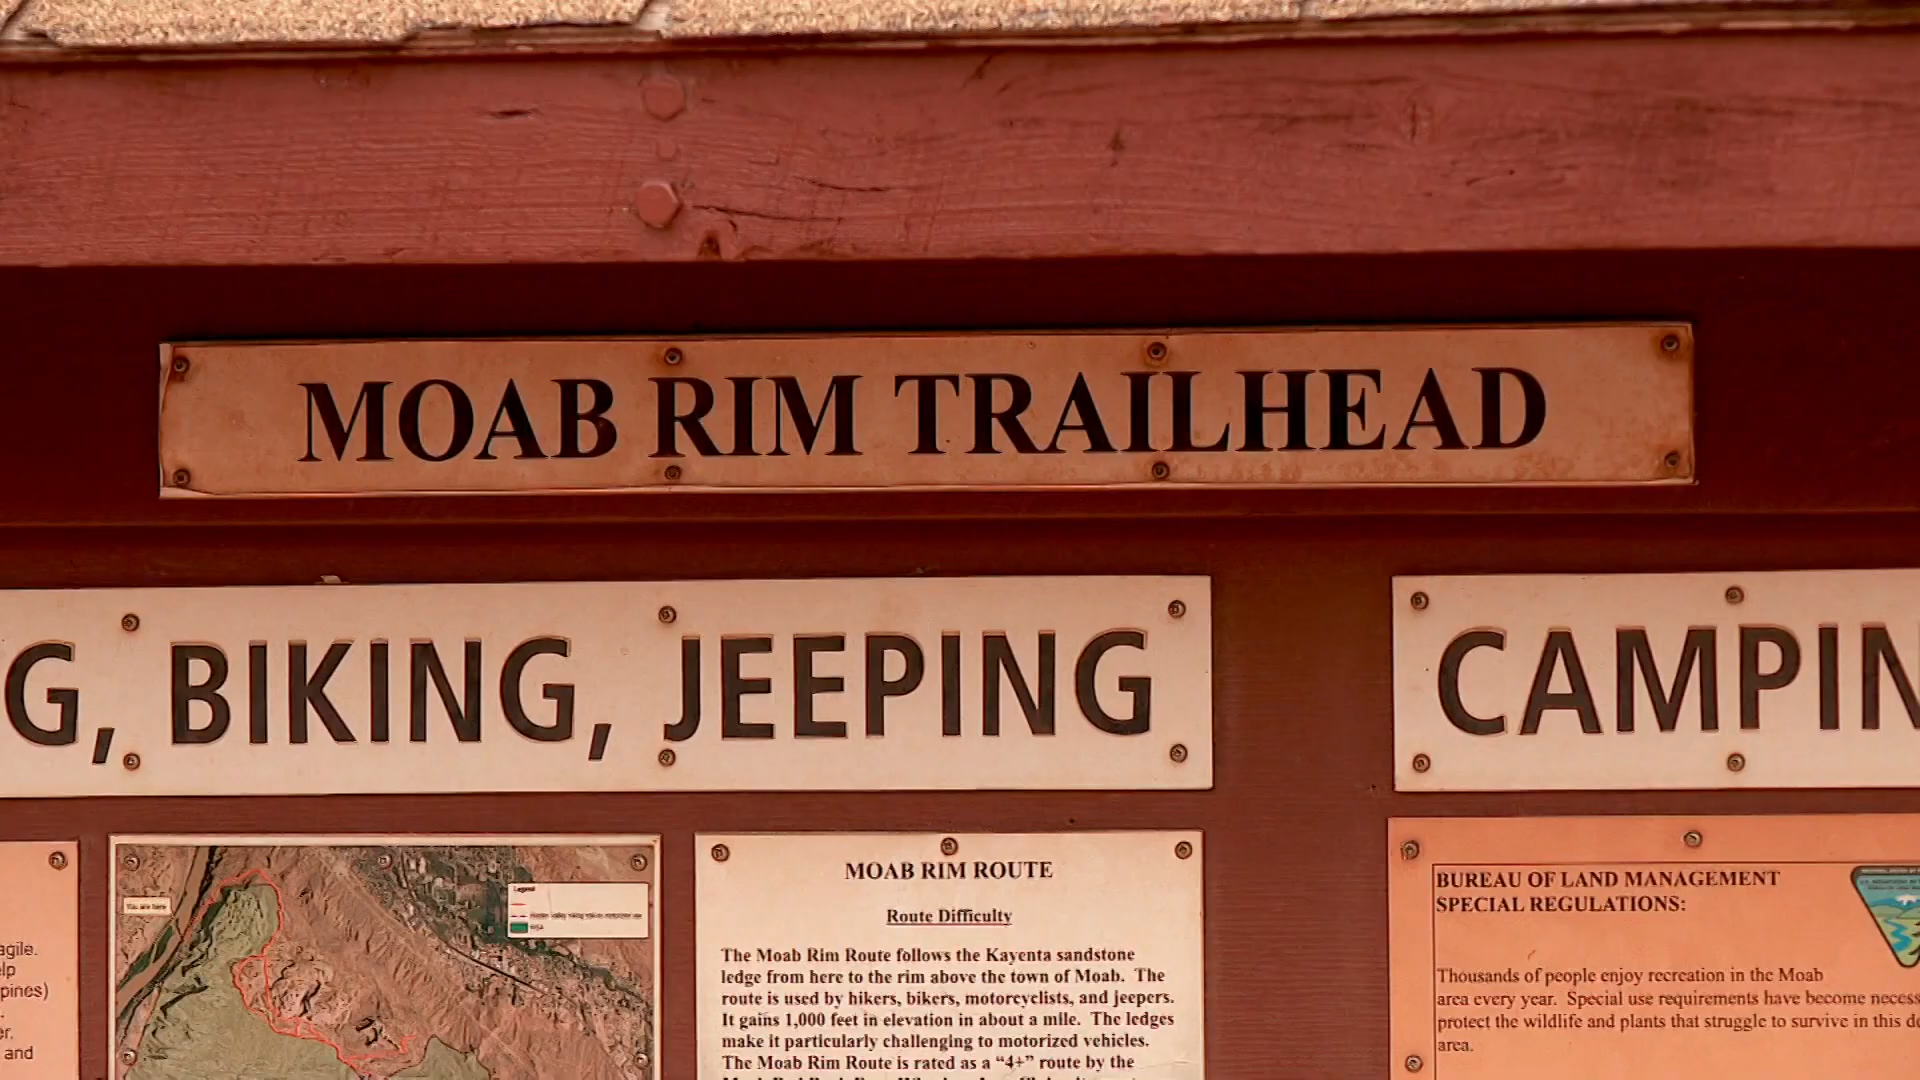 MOAB RIM TRAILHEAD
G, BIKING, JEEPING
CAMPIN
agile.
elp
pines)
er.
and
You are here
Legend
WSA
MOAB RIM ROUTE
Route Difficulty
The Moab Rim Route follows the Kayenta sandstone
ledge from here to the rim above the town of Moab. The
route is used by hikers, bikers, motorcyclists, and jeepers.
It gains 1,000 feet in elevation in about a mile. The ledges
make it particularly challenging to motorized vehicles.
The Moab Rim Route is rated as a “4+” route by the
BUREAU OF LAND MANAGEMENT
SPECIAL REGULATIONS:
Thousands of people enjoy recreation in the Moab
area every year. Special use requirements have become necess
protect the wildlife and plants that struggle to survive in this de
area.